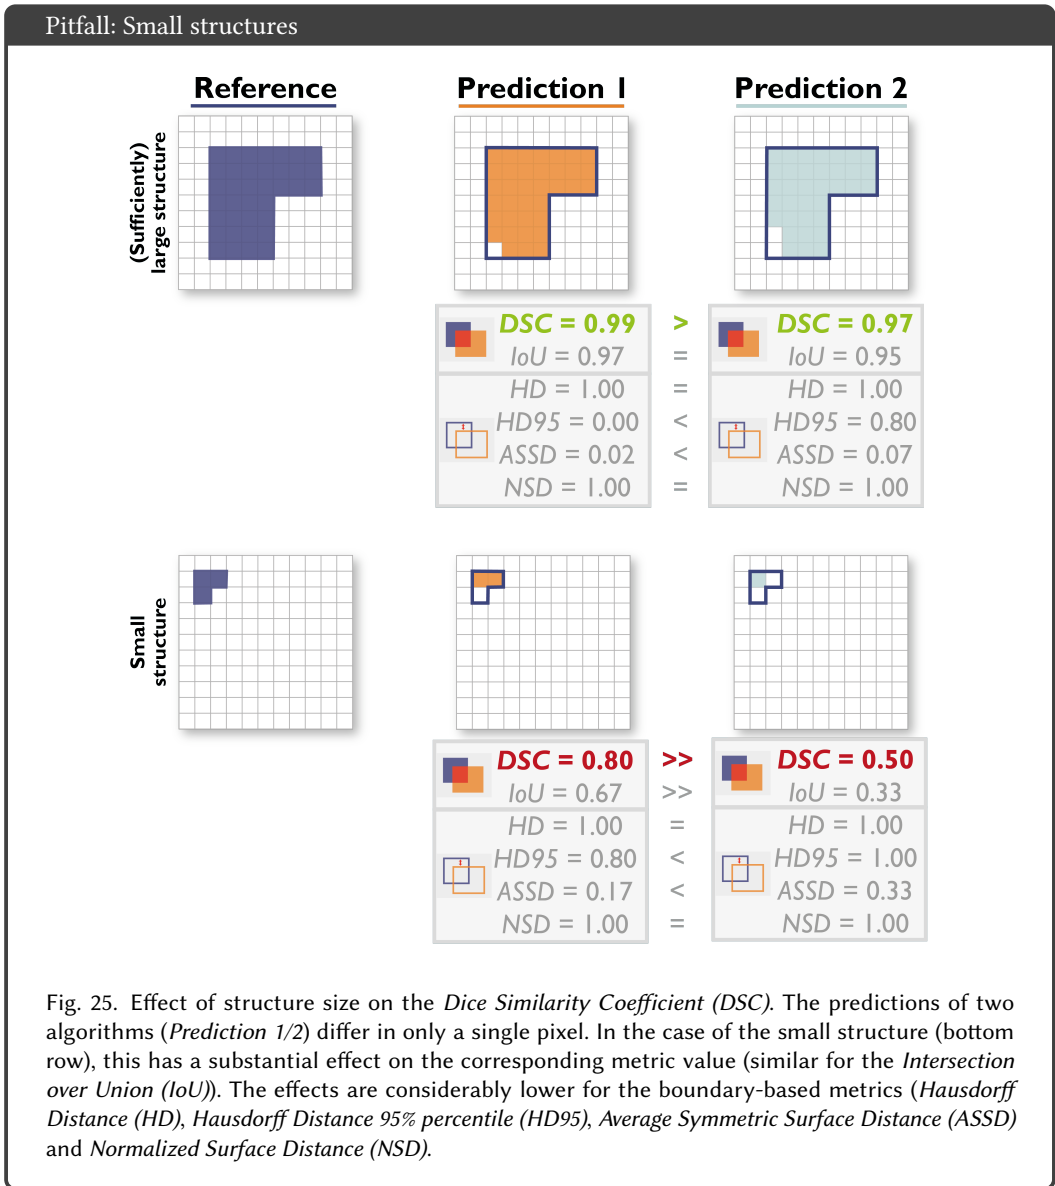 Pitfall: Small structures
Reference
Prediction 1
Prediction 2
(Sufficiently)
large structure
DSC = 0.99 > DSC = 0.97
IoU = 0.97 = IoU = 0.95
HD = 1.00 = HD = 1.00
HD95 = 0.00 < HD95 = 0.80
ASSD = 0.02 < ASSD = 0.07
NSD = 1.00 = NSD = 1.00
Small
structure
DSC = 0.80 >> DSC = 0.50
IoU = 0.67 >> IoU = 0.33
HD = 1.00 = HD = 1.00
HD95 = 0.80 < HD95 = 1.00
ASSD = 0.17 < ASSD = 0.33
NSD = 1.00 = NSD = 1.00
Fig. 25. Effect of structure size on the Dice Similarity Coefficient (DSC). The predictions of two
algorithms (Prediction 1/2) differ in only a single pixel. In the case of the small structure (bottom
row), this has a substantial effect on the corresponding metric value (similar for the Intersection
over Union (IoU)). The effects are considerably lower for the boundary-based metrics (Hausdorff
Distance (HD), Hausdorff Distance 95% percentile (HD95), Average Symmetric Surface Distance (ASSD)
and Normalized Surface Distance (NSD).